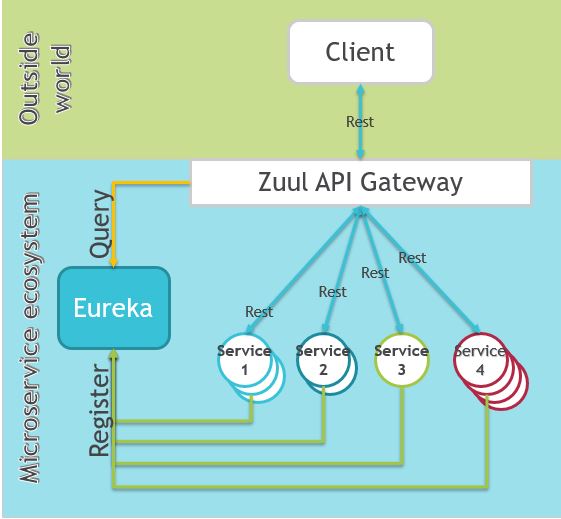 Outside
world
Client
Rest
Zuul API Gateway
Microservice ecosystem
Query
Eureka
Register
Rest
Rest
Rest
Rest
Service
1
Service
2
Service
3
Service
4